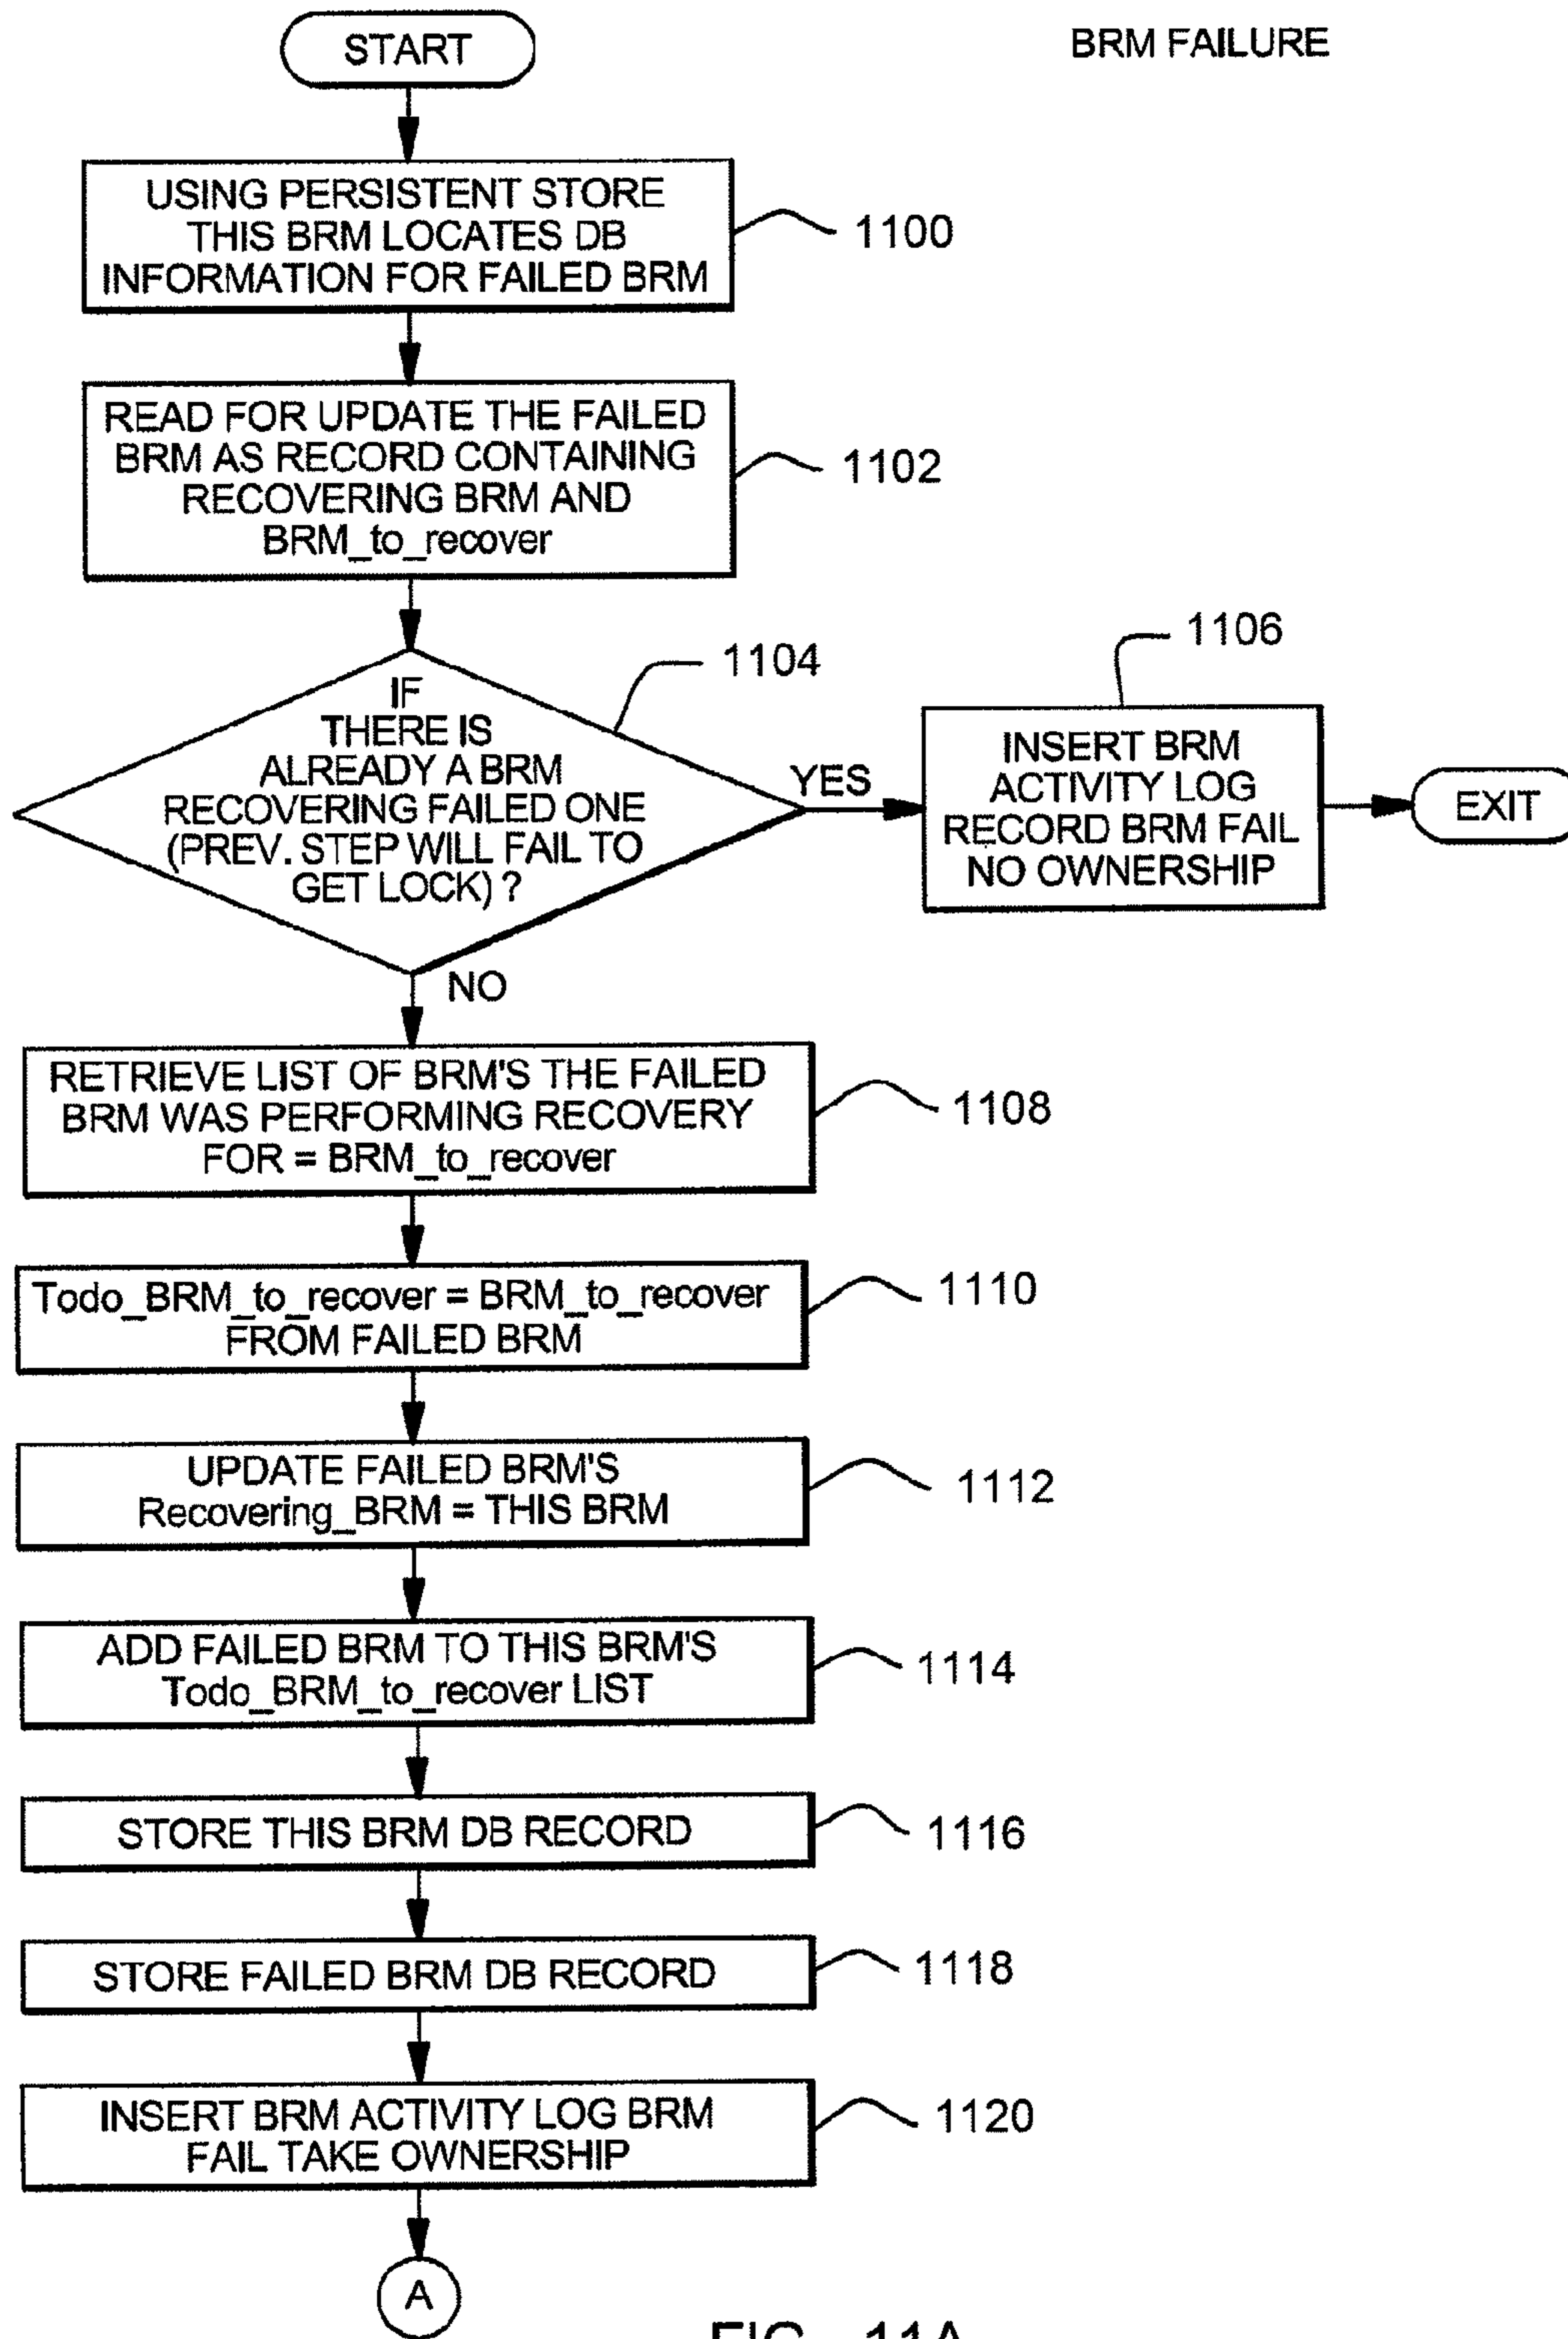 START
BRM FAILURE
USING PERSISTENT STORE
THIS BRM LOCATES DB
INFORMATION FOR FAILED BRM
1100
READ FOR UPDATE THE FAILED
BRM AS RECORD CONTAINING
RECOVERING BRM AND
BRM_to_recover
1102
IF
THERE IS
ALREADY A BRM
RECOVERING FAILED ONE
(PREV. STEP WILL FAIL TO
GET LOCK) ?
1104
YES
INSERT BRM
ACTIVITY LOG
RECORD BRM FAIL
NO OWNERSHIP
1106
EXIT
NO
RETRIEVE LIST OF BRM'S THE FAILED
BRM WAS PERFORMING RECOVERY
FOR = BRM_to_recover
1108
Todo_BRM_to_recover = BRM_to_recover
FROM FAILED BRM
1110
UPDATE FAILED BRM'S
Recovering_BRM = THIS BRM
1112
ADD FAILED BRM TO THIS BRM'S
Todo_BRM_to_recover LIST
1114
STORE THIS BRM DB RECORD
1116
STORE FAILED BRM DB RECORD
1118
INSERT BRM ACTIVITY LOG BRM
FAIL TAKE OWNERSHIP
1120
A
FIG. 11A